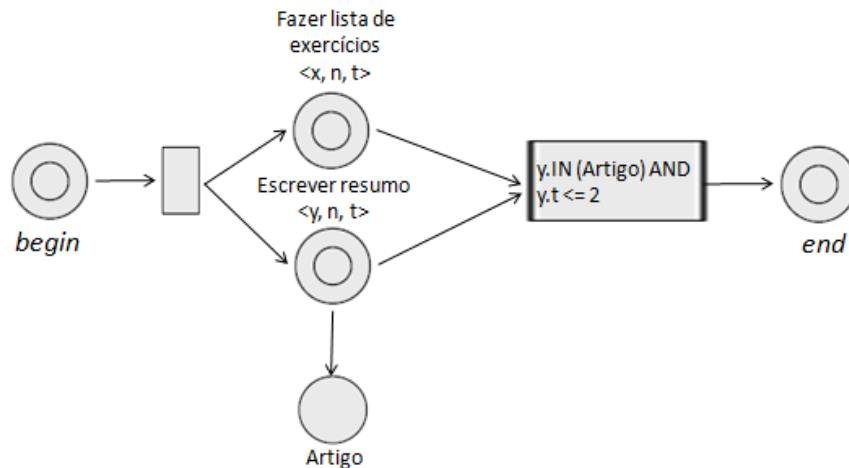 Fazer lista de
exercícios
<x, n, t>
begin
Escrever resumo
<y, n, t>
y.IN (Artigo) AND
y.t <= 2
end
Artigo